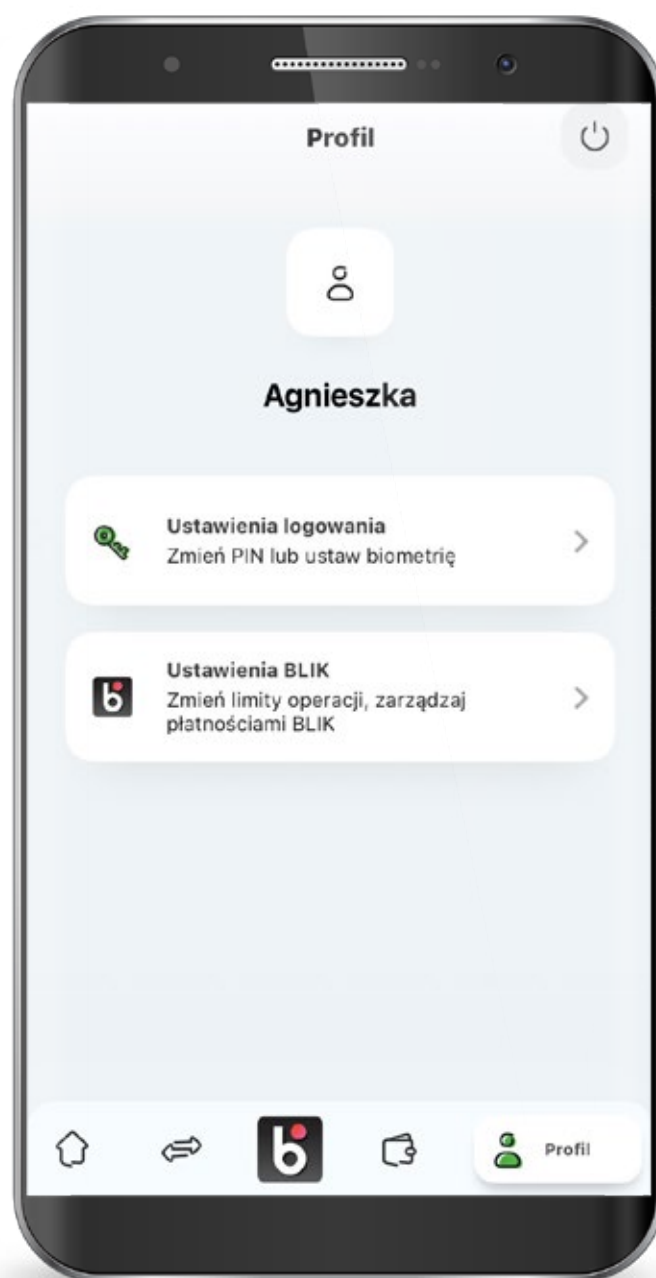 Profil
Agnieszka
Ustawienia logowania
Zmień PIN lub ustaw biometrię
Ustawienia BLIK
Zmień limity operacji, zarządzaj
płatnościami BLIK
Profil